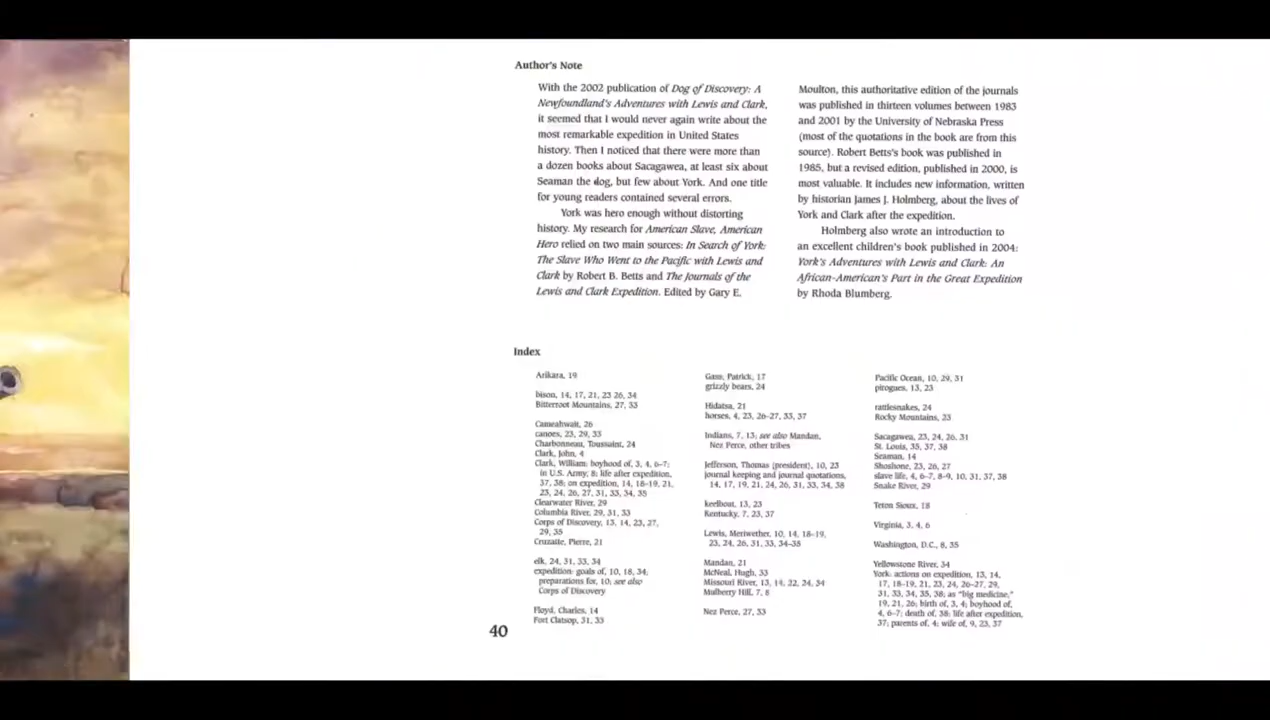 Author's Note
With the 2002 publication of Dog of Discovery: A
Newfoundland's Adventures with Lewis and Clark,
it seemed that I would never again write about the
most remarkable expedition in United States
history. Then I noticed that there were more than
a dozen books about Sacagawea, at least six about
Seaman the dog, but few about York. And one title
for young readers contained several errors.
York was hero enough without distorting
history. My research for American Slave, American
Hero relied on two main sources: In Search of York:
The Slave Who Went to the Pacific with Lewis and
Clark by Robert B. Betts and The Journals of the
Lewis and Clark Expedition. Edited by Gary E.
Moulton, this authoritative edition of the journals
was published in thirteen volumes between 1983
and 2001 by the University of Nebraska Press
(most of the quotations in the book are from this
source). Robert Betts's book was published in
1985, but a revised edition, published in 2000, is
most valuable. It includes new information, written
by historian James J. Holmberg, about the lives of
York and Clark after the expedition.
Holmberg also wrote an introduction to
an excellent children's book published in 2004:
York's Adventures with Lewis and Clark: An
African-American's Part in the Great Expedition
by Rhoda Blumberg.
Index
Arikara, 19
bison, 14, 17, 21, 23 26, 34
Bitterroot Mountains, 27, 33
Cameahwait, 26
canoes, 23, 29, 33
Charbonneau, Toussaint, 24
Clark, John, 4
Clark, William: boyhood of, 3, 4, 6-7;
in U.S. Army, 8; life after expedition,
37, 38; on expedition, 14, 18-19, 21,
23, 24, 26, 27, 31, 33, 34, 35
Clearwater River, 29
Columbia River, 29, 31, 33
Corps of Discovery, 13, 14, 23, 27,
29, 35
Cruzatte, Pierre, 21
elk, 24, 31, 33, 34
expedition: goals of, 10, 18, 34;
preparations for, 10; see also
Corps of Discovery
Floyd, Charles, 14
Fort Clatsop, 31, 33
Gass, Patrick, 17
grizzly bears, 24
Hidatsa, 21
horses, 4, 23, 26-27, 33, 37
Indians, 7, 13; see also Mandan,
Nez Perce, other tribes
Jefferson, Thomas (president), 10, 23
journal keeping and journal quotations,
14, 17, 19, 21, 24, 26, 31, 33, 34, 38
keelboat, 13, 23
Kentucky, 7, 23, 37
Lewis, Meriwether, 10, 14, 18-19,
23, 24, 26, 31, 33, 34-35
Mandan, 21
McNeal, Hugh, 33
Missouri River, 13, 14, 22, 24, 34
Mulberry Hill, 7, 8
Nez Perce, 27, 33
Pacific Ocean, 10, 29, 31
pirogues, 13, 23
rattlesnakes, 24
Rocky Mountains, 23
Sacagawea, 23, 24, 26, 31
St. Louis, 35, 37, 38
Seaman, 14
Shoshone, 23, 26, 27
slave life, 4, 6-7, 8-9, 10, 31, 37, 38
Snake River, 29
Teton Sioux, 18
Virginia, 3, 4, 6
Washington, D.C., 8, 35
Yellowstone River, 34
York: actions on expedition, 13, 14,
17, 18-19, 21, 23, 24, 26-27, 29,
31, 33, 34, 35, 38; as "big medicine,"
19, 21, 26; birth of, 3, 4; boyhood of,
4, 6-7; death of, 38; life after expedition,
37; parents of, 4; wife of, 9, 23, 37
40